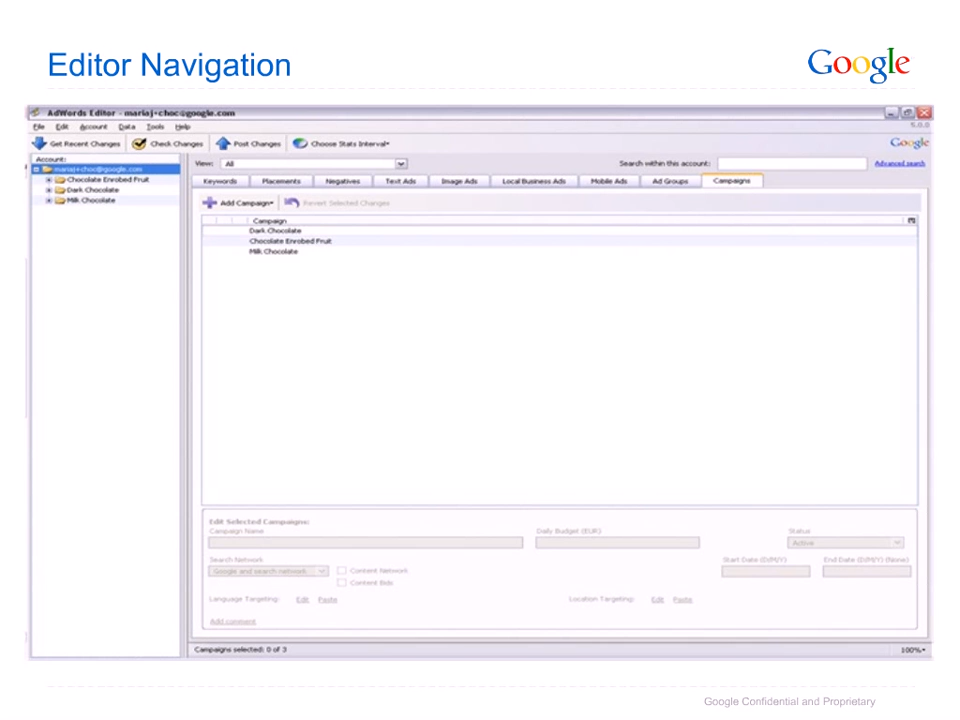 Editor Navigation
Google
AdWords Editor - mariaj+choc@google.com
File Edit Account Data Tools Help
5.0.0
Get Recent Changes Check Changes Post Changes Choose Stats Interval
Google
Account:
mariaj+choc@google.com
Chocolate Enrobed Fruit
Dark Chocolate
Milk Chocolate
View: All
Search within this account:
Advanced search
Keywords Placements Negatives Text Ads Image Ads Local Business Ads Mobile Ads Ad Groups Campaigns
Add Campaign Revert Selected Changes
Campaign
Dark Chocolate
Chocolate Enrobed Fruit
Milk Chocolate
Edit Selected Campaigns:
Campaign Name Daily Budget (EUR) Status
Active
Search Network Start Date (D/M/Y) End Date (D/M/Y) (None)
Google and search network Content Network
Content Bids
Language Targeting: Edit Paste Location Targeting: Edit Paste
Add comment
Campaigns selected: 0 of 3
100%
Google Confidential and Proprietary